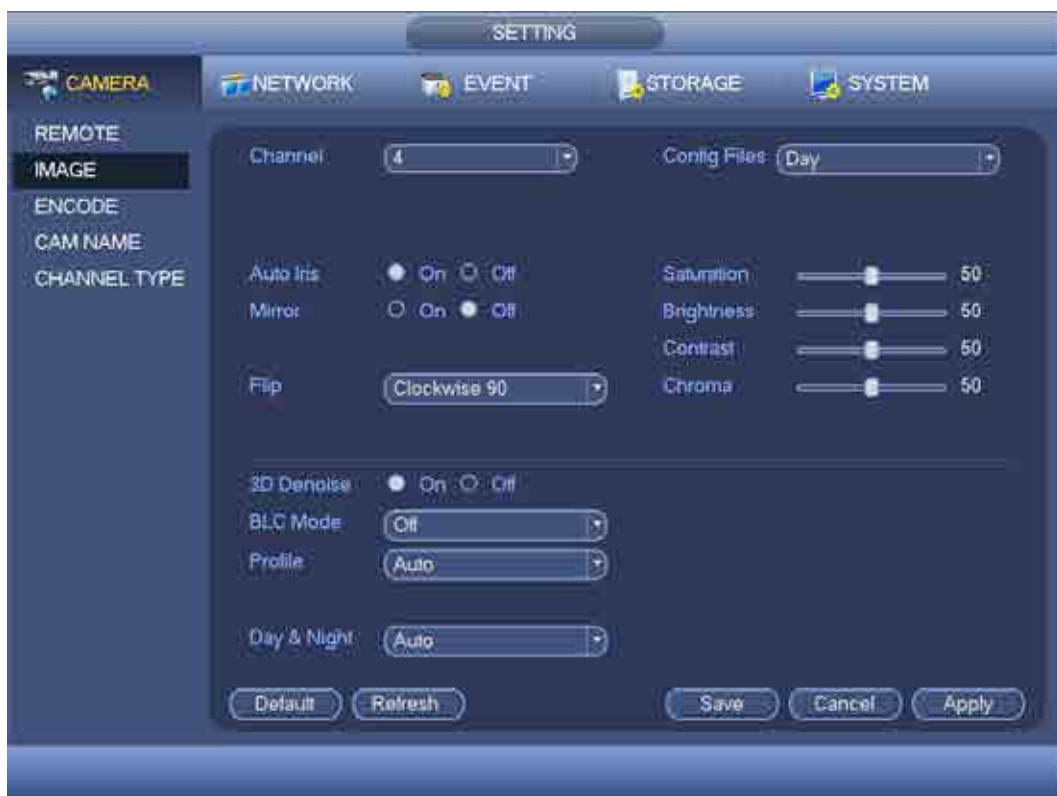 SETTING
CAMERA NETWORK EVENT STORAGE SYSTEM
REMOTE
IMAGE
ENCODE
CAM NAME
CHANNEL TYPE
Channel 4 Config Files Day
Auto Iris On Off Saturation 50
Mirror On Off Brightness 50
Contrast 50
Flip Clockwise 90 Chroma 50
3D Denoise On Off
BLC Mode Off
Profile Auto
Day & Night Auto
Default Refresh Save Cancel Apply